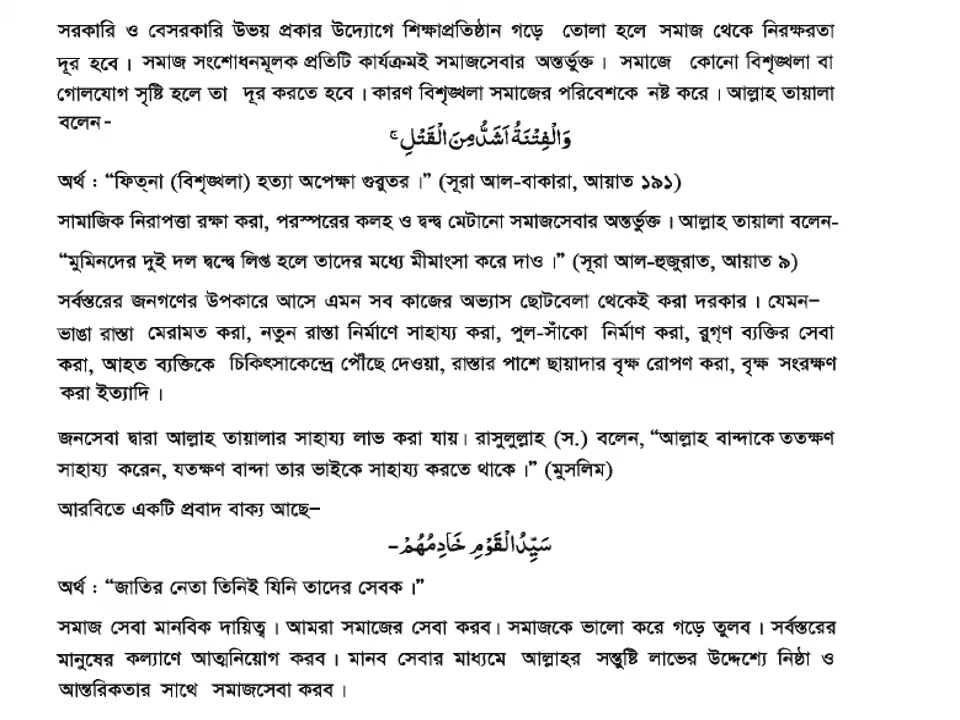 সরকারি ও বেসরকারি উভয় প্রকার উদ্যোগে শিক্ষাপ্রতিষ্ঠান গড়ে তোলা হলে সমাজ থেকে নিরক্ষরতা
দূর হবে। সমাজ সংশোধনমূলক প্রতিটি কার্যক্রমই সমাজসেবার অন্তর্ভুক্ত। সমাজে কোনো বিশৃঙ্খলা বা
গোলযোগ সৃষ্টি হলে তা দূর করতে হবে। কারণ বিশৃঙ্খলা সমাজের পরিবেশকে নষ্ট করে। আল্লাহ তায়ালা
বলেন-
وَالْفِتْنَةُ اَشَدُّ مِنَ الْقَتْلِ ۚ
অর্থ : “ফিত্‌না (বিশৃঙ্খলা) হত্যা অপেক্ষা গুরুতর।” (সূরা আল-বাকারা, আয়াত ১৯১)
সামাজিক নিরাপত্তা রক্ষা করা, পরস্পরের কলহ ও দ্বন্দ্ব মেটানো সমাজসেবার অন্তর্ভুক্ত। আল্লাহ তায়ালা বলেন-
“মুমিনদের দুই দল দ্বন্দ্বে লিপ্ত হলে তাদের মধ্যে মীমাংসা করে দাও।” (সূরা আল-হুজুরাত, আয়াত ৯)
সর্বস্তরের জনগণের উপকারে আসে এমন সব কাজের অভ্যাস ছোটবেলা থেকেই করা দরকার। যেমন–
ভাঙা রাস্তা মেরামত করা, নতুন রাস্তা নির্মাণে সাহায্য করা, পুল-সাঁকো নির্মাণ করা, রুগ্‌ণ ব্যক্তির সেবা
করা, আহত ব্যক্তিকে চিকিৎসাকেন্দ্রে পৌঁছে দেওয়া, রাস্তার পাশে ছায়াদার বৃক্ষ রোপণ করা, বৃক্ষ সংরক্ষণ
করা ইত্যাদি।
জনসেবা দ্বারা আল্লাহ তায়ালার সাহায্য লাভ করা যায়। রাসুলুল্লাহ (স.) বলেন, “আল্লাহ বান্দাকে ততক্ষণ
সাহায্য করেন, যতক্ষণ বান্দা তার ভাইকে সাহায্য করতে থাকে।” (মুসলিম)
আরবিতে একটি প্রবাদ বাক্য আছে–
سَيِّدُ الْقَوْمِ خَادِمُهُمْ –
অর্থ : “জাতির নেতা তিনিই যিনি তাদের সেবক।”
সমাজ সেবা মানবিক দায়িত্ব। আমরা সমাজের সেবা করব। সমাজকে ভালো করে গড়ে তুলব। সর্বস্তরের
মানুষের কল্যাণে আত্মনিয়োগ করব। মানব সেবার মাধ্যমে আল্লাহর সন্তুষ্টি লাভের উদ্দেশ্যে নিষ্ঠা ও
আন্তরিকতার সাথে সমাজসেবা করব।